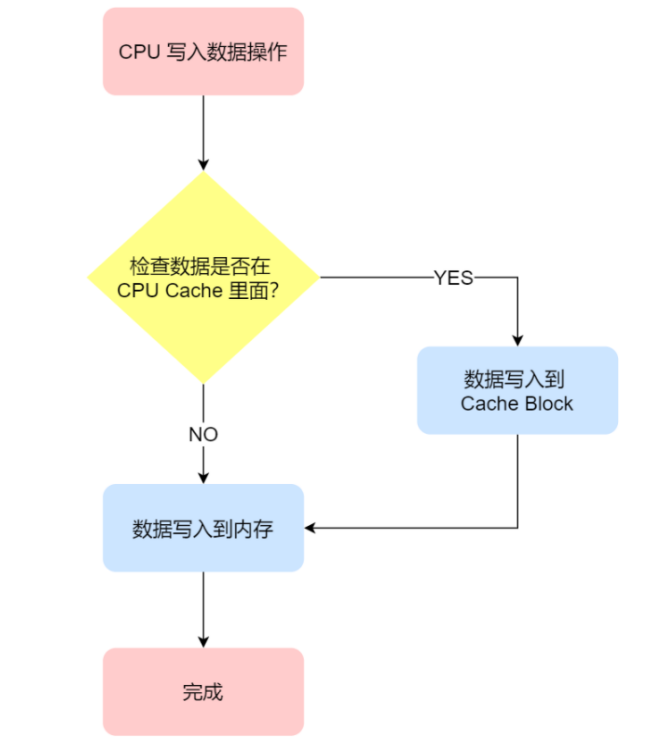 CPU 写入数据操作
检查数据是否在
CPU Cache 里面？
YES
数据写入到
Cache Block
NO
数据写入到内存
完成